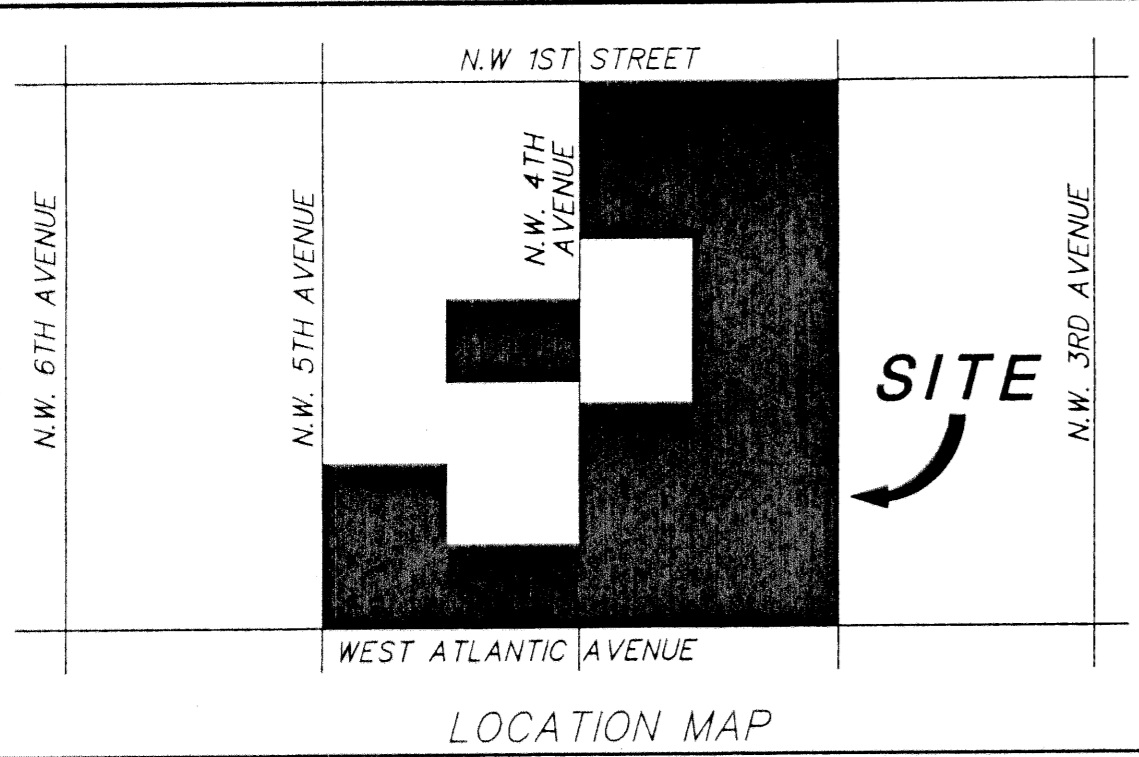 N.W 1ST STREET
N.W. 6TH AVENUE
N.W. 5TH AVENUE
N.W. 4TH
AVENUE
N.W. 3RD AVENUE
SITE
WEST ATLANTIC AVENUE
LOCATION MAP